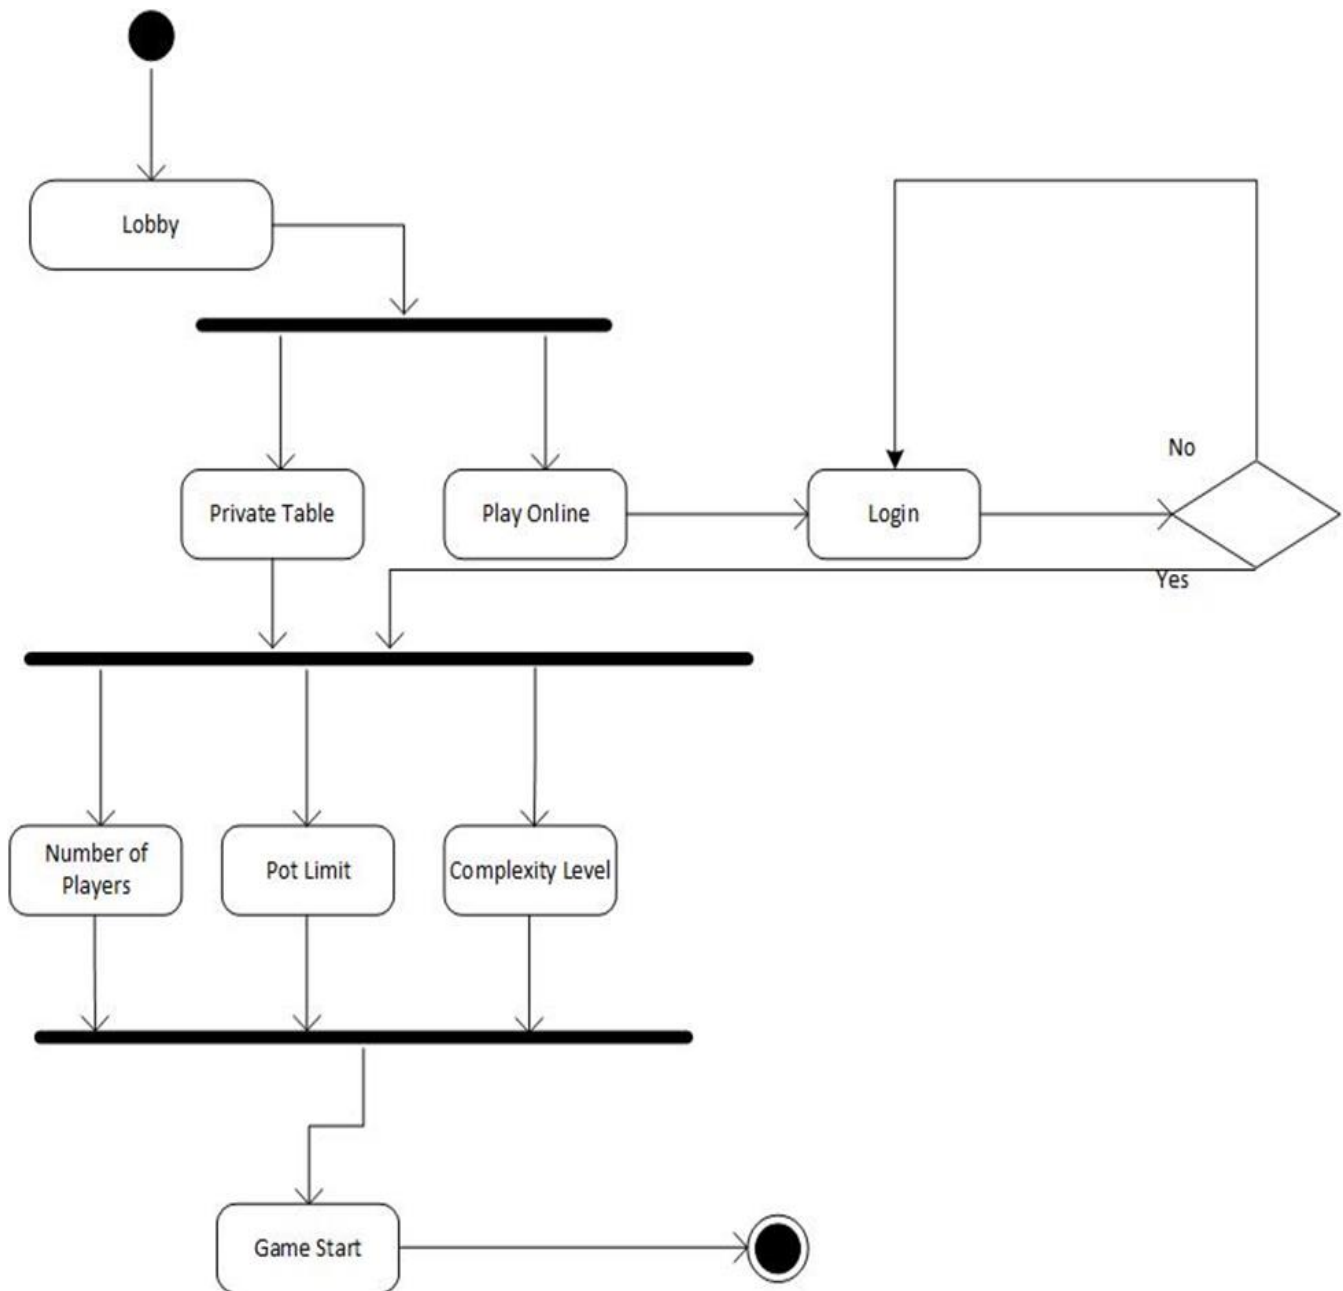 Lobby
No
Private Table
Play Online
Login
Yes
Number of
Players
Pot Limit
Complexity Level
Game Start